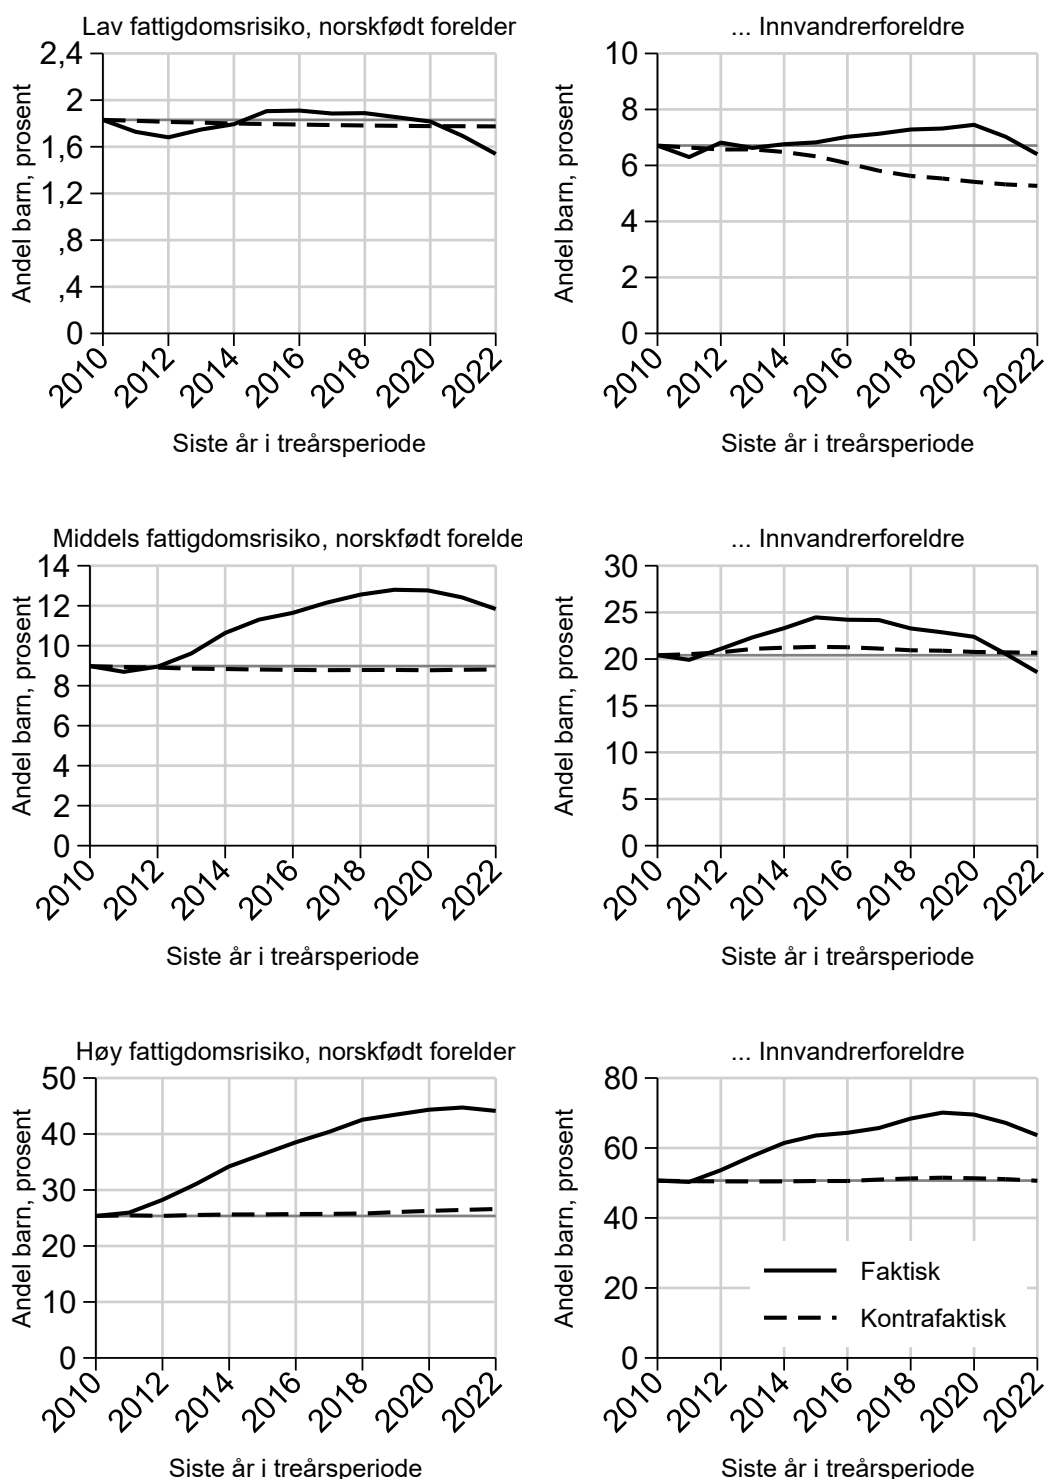 Lav fattigdomsrisiko, norskfødt forelder
Andel barn, prosent
2,4
2
1,6
1,2
,8
,4
0
2010 2012 2014 2016 2018 2020 2022
Siste år i treårsperiode
... Innvandrerforeldre
Andel barn, prosent
10
8
6
4
2
0
2010 2012 2014 2016 2018 2020 2022
Siste år i treårsperiode
Middels fattigdomsrisiko, norskfødt forelde
Andel barn, prosent
14
12
10
8
6
4
2
0
2010 2012 2014 2016 2018 2020 2022
Siste år i treårsperiode
... Innvandrerforeldre
Andel barn, prosent
30
25
20
15
10
5
0
2010 2012 2014 2016 2018 2020 2022
Siste år i treårsperiode
Høy fattigdomsrisiko, norskfødt forelder
Andel barn, prosent
50
40
30
20
10
0
2010 2012 2014 2016 2018 2020 2022
Siste år i treårsperiode
... Innvandrerforeldre
Andel barn, prosent
80
60
40
20
0
Faktisk
Kontrafaktisk
2010 2012 2014 2016 2018 2020 2022
Siste år i treårsperiode